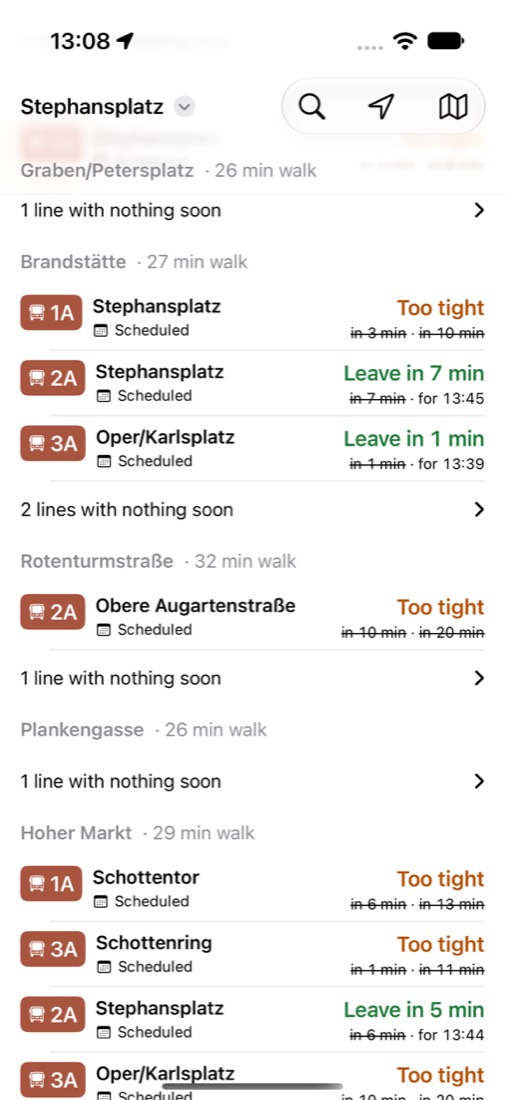 13:08
Stephansplatz
Graben/Petersplatz · 26 min walk
1 line with nothing soon
Brandstätte · 27 min walk
1A Stephansplatz Too tight
Scheduled in 3 min · in 10 min
2A Stephansplatz Leave in 7 min
Scheduled in 7 min · for 13:45
3A Oper/Karlsplatz Leave in 1 min
Scheduled in 1 min · for 13:39
2 lines with nothing soon
Rotenturmstraße · 32 min walk
2A Obere Augartenstraße Too tight
Scheduled in 10 min · in 20 min
1 line with nothing soon
Plankengasse · 26 min walk
1 line with nothing soon
Hoher Markt · 29 min walk
1A Schottentor Too tight
Scheduled in 6 min · in 13 min
3A Schottenring Too tight
Scheduled in 1 min · in 11 min
2A Stephansplatz Leave in 5 min
Scheduled in 6 min · for 13:44
3A Oper/Karlsplatz Too tight
Scheduled in 10 min · in 20 min